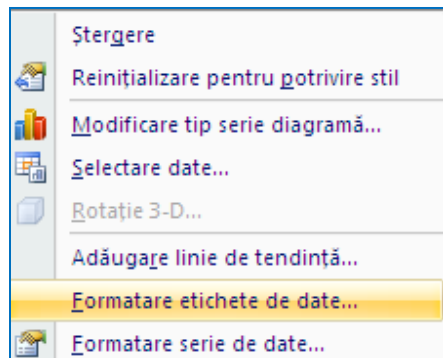 Ștergere
Reinițializare pentru potrivire stil
Modificare tip serie diagramă...
Selectare date...
Rotație 3-D...
Adăugare linie de tendință...
Formatare etichete de date...
Formatare serie de date...